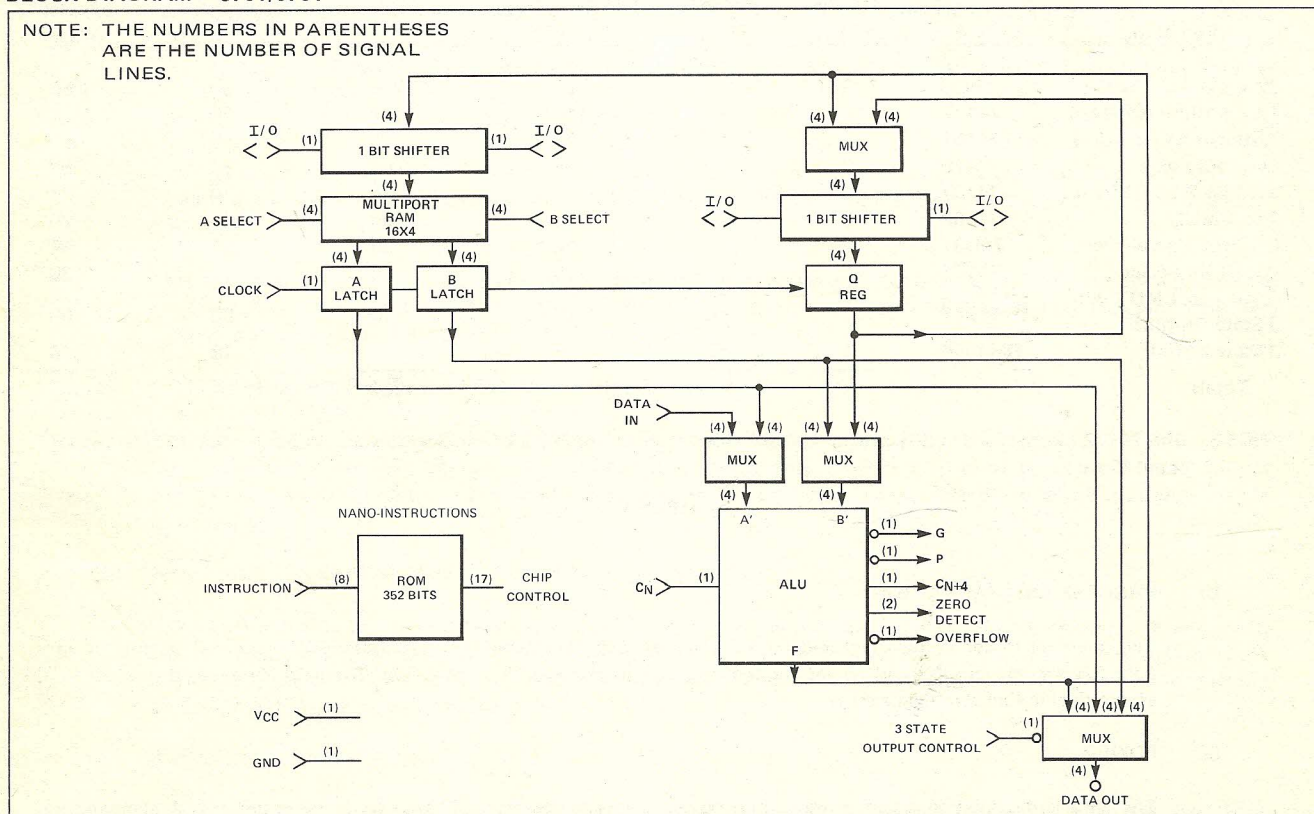 NOTE: THE NUMBERS IN PARENTHESES
ARE THE NUMBER OF SIGNAL
LINES.
(4)
(4)
(4)
I/O
(1)
1 BIT SHIFTER
(1)
I/O
MUX
(4)
(4)
A SELECT
(4)
MULTIPORT
RAM
16X4
(4)
B SELECT
I/O
1 BIT SHIFTER
(1)
I/O
(4)
(4)
(4)
CLOCK
(1)
A
LATCH
B
LATCH
Q
REG
DATA
IN
(4)
(4)
(4)
(4)
MUX
MUX
(4)
(4)
NANO-INSTRUCTIONS
A'
B'
(1)
G
(1)
P
INSTRUCTION
(8)
ROM
352 BITS
(17)
CHIP
CONTROL
CN
(1)
ALU
(1)
CN+4
(2)
ZERO
DETECT
(1)
OVERFLOW
F
VCC
(1)
(4)
(4)
(4)
3 STATE
OUTPUT CONTROL
(1)
MUX
GND
(1)
(4)
DATA OUT